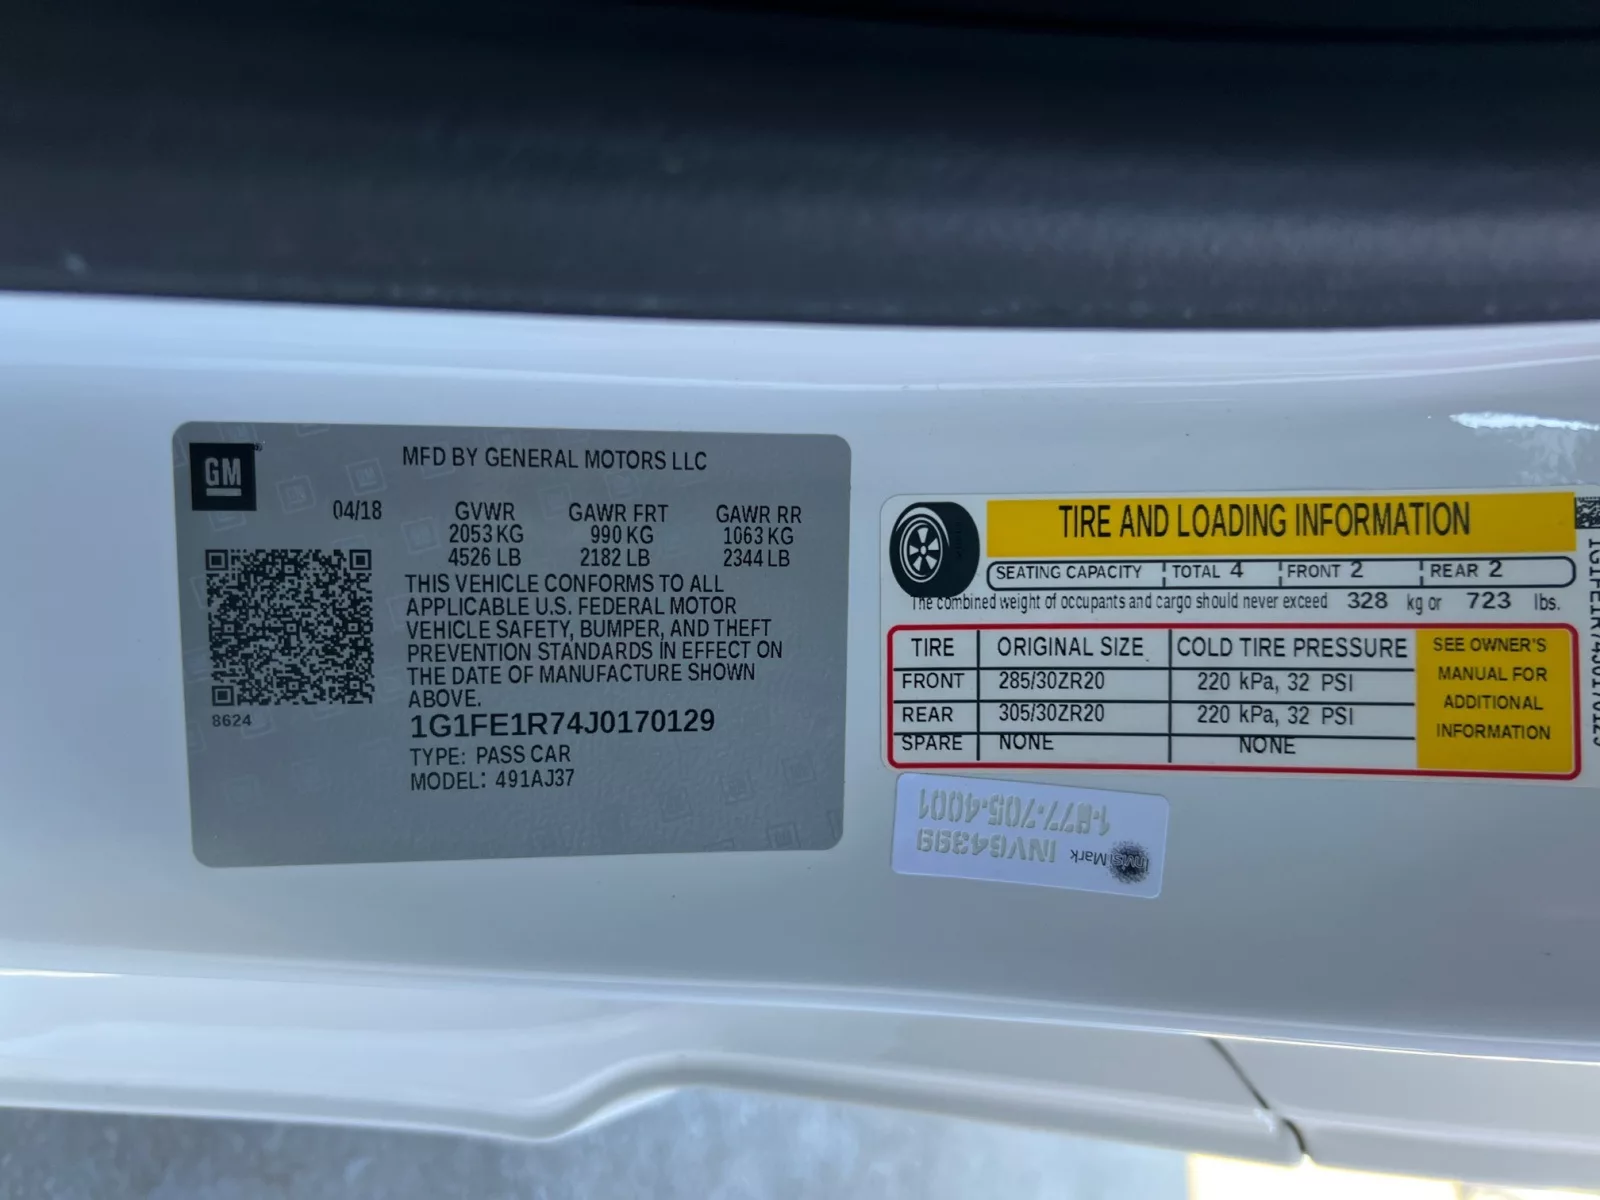 GM
MFD BY GENERAL MOTORS LLC
04/18
GVWR
2053 KG
4526 LB
GAWR FRT
990 KG
2182 LB
GAWR RR
1063 KG
2344 LB
THIS VEHICLE CONFORMS TO ALL
APPLICABLE U.S. FEDERAL MOTOR
VEHICLE SAFETY, BUMPER, AND THEFT
PREVENTION STANDARDS IN EFFECT ON
THE DATE OF MANUFACTURE SHOWN
ABOVE.
8624
1G1FE1R74J0170129
TYPE: PASS CAR
MODEL: 491AJ37
TIRE AND LOADING INFORMATION
SEATING CAPACITY TOTAL 4 FRONT 2 REAR 2
The combined weight of occupants and cargo should never exceed 328 kg or 723 lbs.
TIRE ORIGINAL SIZE COLD TIRE PRESSURE
FRONT 285/30ZR20 220 kPa, 32 PSI
REAR 305/30ZR20 220 kPa, 32 PSI
SPARE NONE NONE
SEE OWNER'S
MANUAL FOR
ADDITIONAL
INFORMATION
1G1FE1R74J0170129
InvisiMark
INV64399
1-877-705-4001